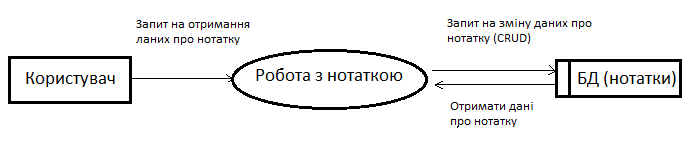 Запит на отримання
ланих про нотатку
Користувач
Робота з нотаткою
Запит на зміну даних про
нотатку (CRUD)
БД (нотатки)
Отримати дані
про нотатку